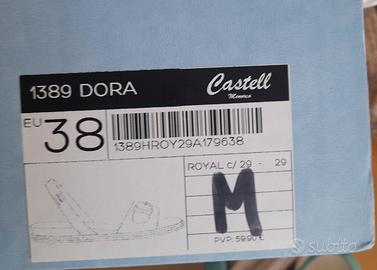 1389 DORA
Castell
Menorca
EU
38
1389HROY29A179638
ROYAL c/ 29 - 29
M
PVP: 59.90 €
subito